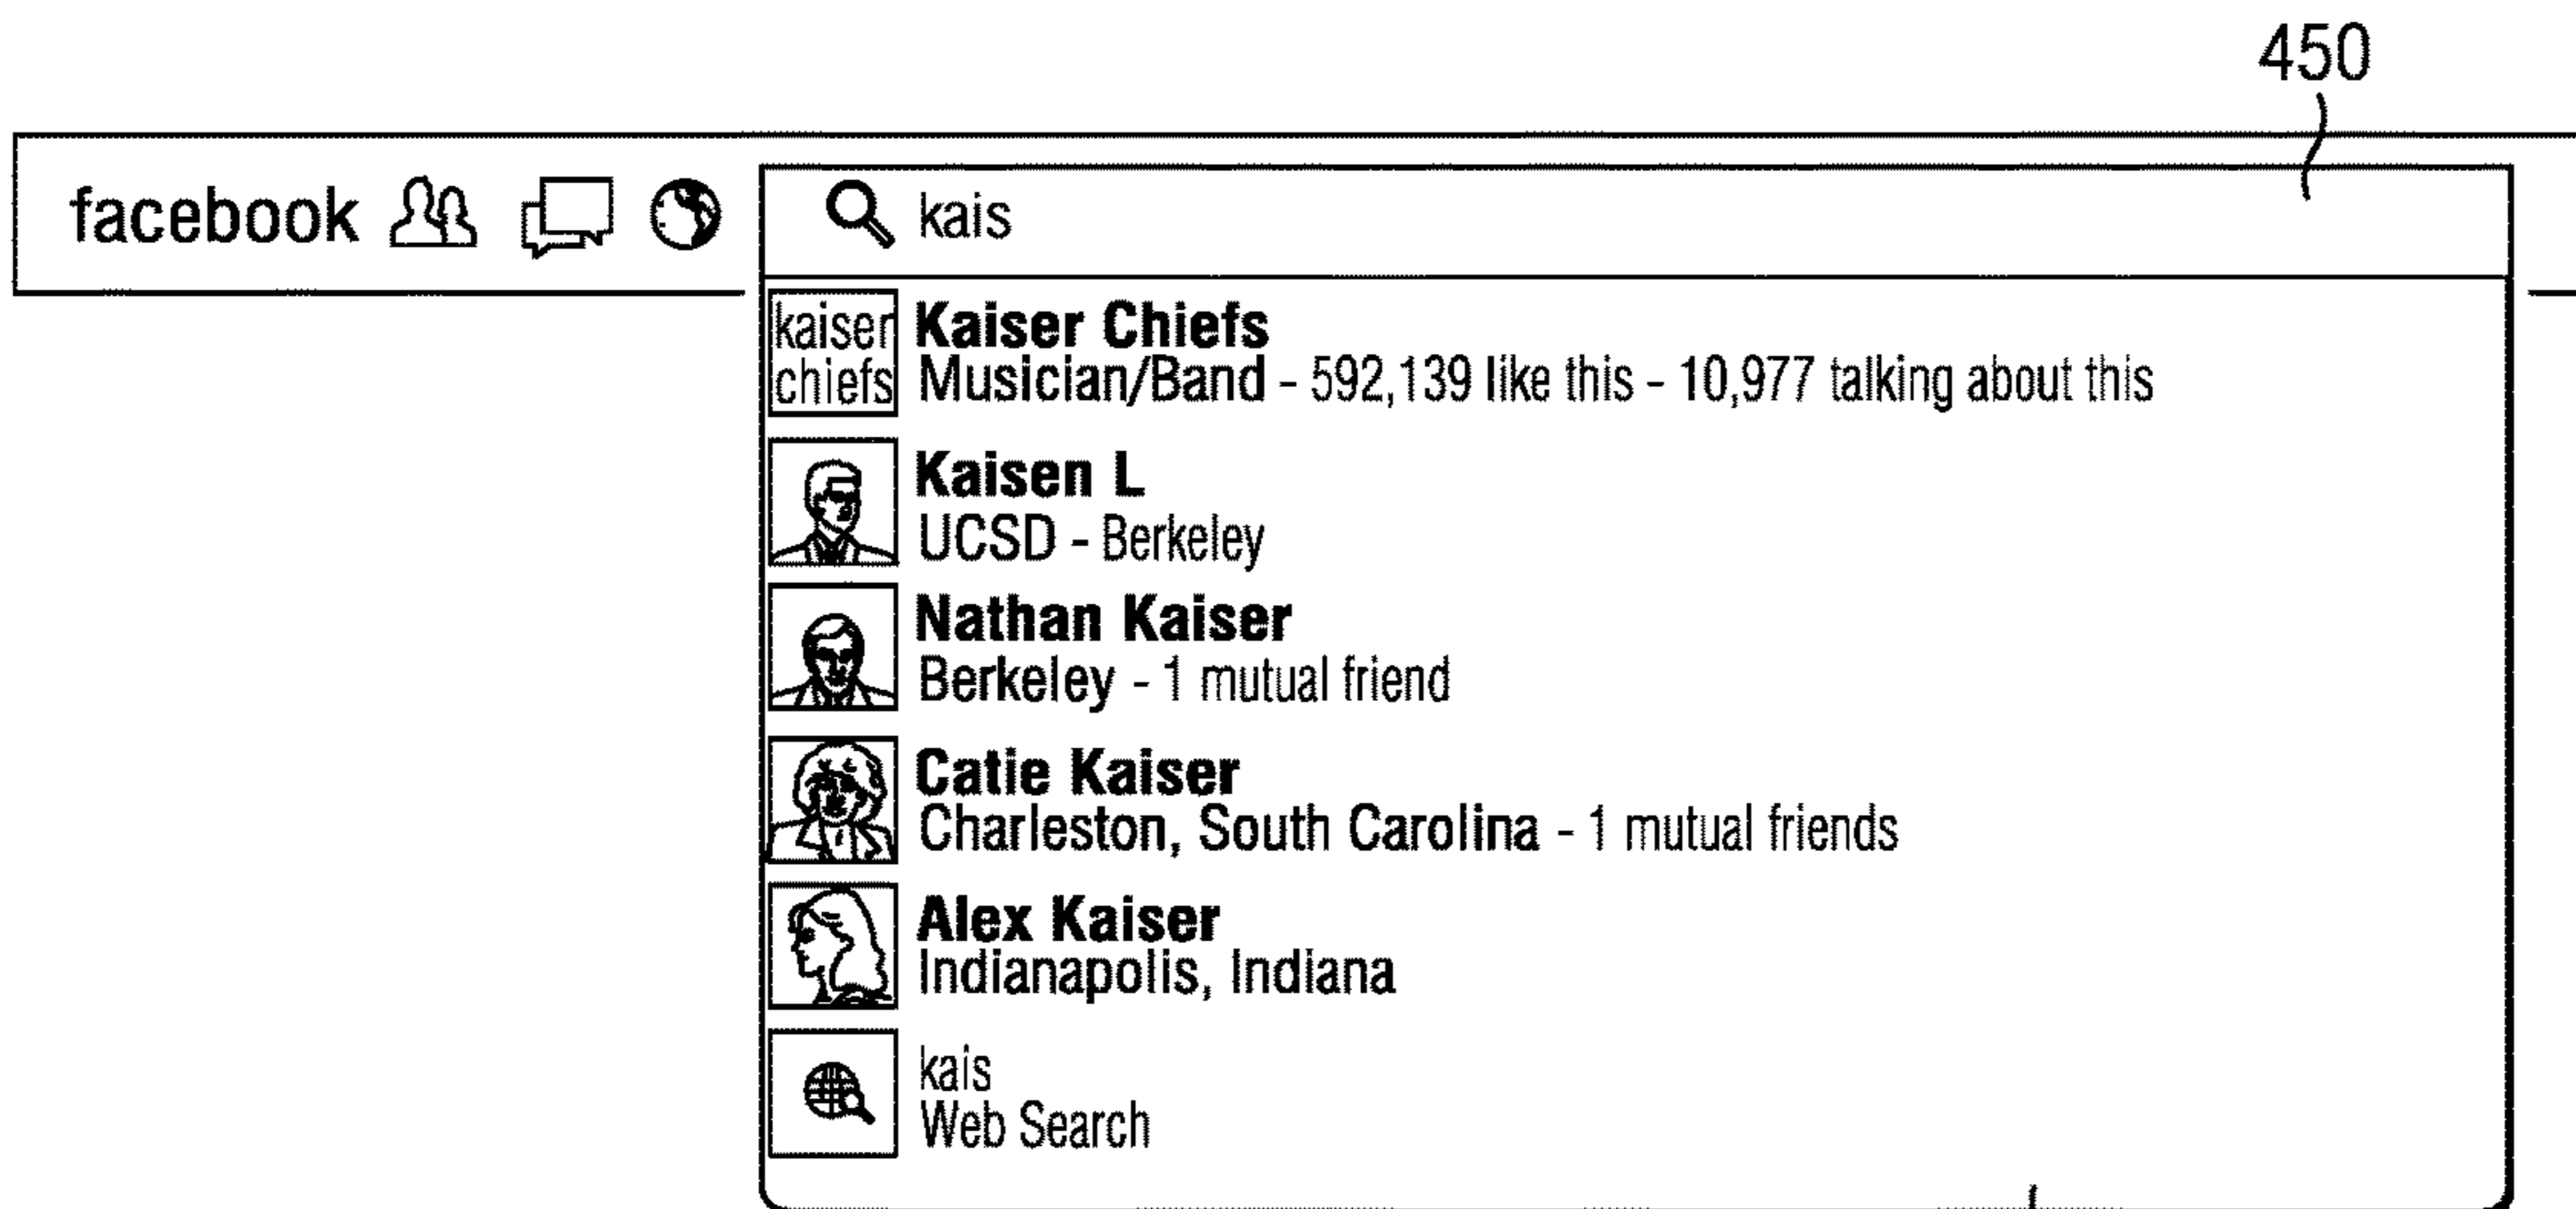 450
facebook
kais
kaiser
chiefs
Kaiser Chiefs
Musician/Band - 592,139 like this - 10,977 talking about this
Kaisen L
UCSD - Berkeley
Nathan Kaiser
Berkeley - 1 mutual friend
Catie Kaiser
Charleston, South Carolina - 1 mutual friends
Alex Kaiser
Indianapolis, Indiana
kais
Web Search